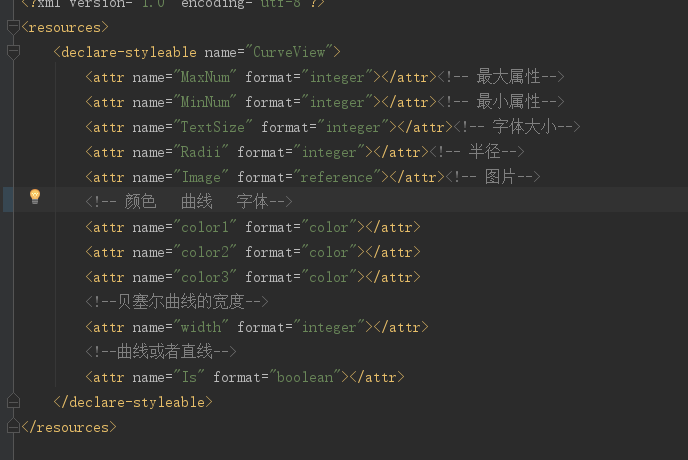 <?xml version="1.0" encoding="utf-8"?>
<resources>
<declare-styleable name="CurveView">
<attr name="MaxNum" format="integer"></attr><!-- 最大属性-->
<attr name="MinNum" format="integer"></attr><!-- 最小属性-->
<attr name="TextSize" format="integer"></attr><!-- 字体大小-->
<attr name="Radii" format="integer"></attr><!-- 半径-->
<attr name="Image" format="reference"></attr><!-- 图片-->
<!-- 颜色 曲线 字体-->
<attr name="color1" format="color"></attr>
<attr name="color2" format="color"></attr>
<attr name="color3" format="color"></attr>
<!--贝塞尔曲线的宽度-->
<attr name="width" format="integer"></attr>
<!--曲线或者直线-->
<attr name="Is" format="boolean"></attr>
</declare-styleable>
</resources>